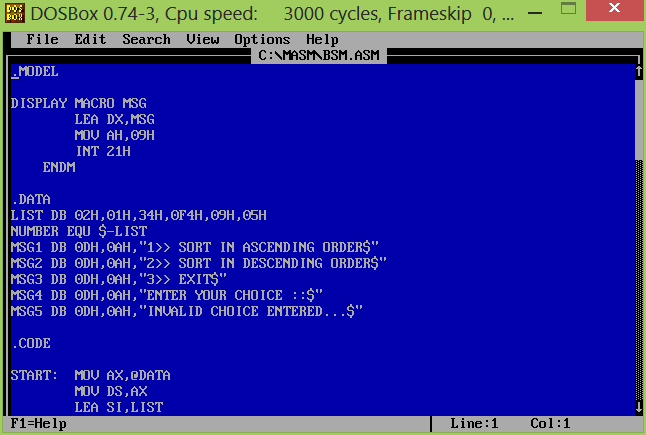 DOSBox 0.74-3, Cpu speed:    3000 cycles, Frameskip  0, ...
File  Edit  Search  View  Options  Help
C:\MASM\BSM.ASM
.MODEL
DISPLAY MACRO MSG
        LEA DX,MSG
        MOV AH,09H
        INT 21H
    ENDM
.DATA
LIST DB 02H,01H,34H,0F4H,09H,05H
NUMBER EQU $-LIST
MSG1 DB 0DH,0AH,"1>> SORT IN ASCENDING ORDER$"
MSG2 DB 0DH,0AH,"2>> SORT IN DESCENDING ORDER$"
MSG3 DB 0DH,0AH,"3>> EXIT$"
MSG4 DB 0DH,0AH,"ENTER YOUR CHOICE ::$"
MSG5 DB 0DH,0AH,"INVALID CHOICE ENTERED...$"
.CODE
START:  MOV AX,@DATA
        MOV DS,AX
        LEA SI,LIST
F1=Help    Line:1    Col:1